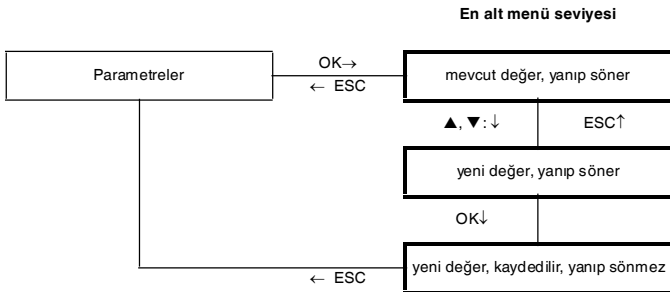 En alt menü seviyesi
OK→
Parametreler
mevcut değer, yanıp söner
← ESC
▲, ▼: ↓
ESC↑
yeni değer, yanıp söner
OK↓
yeni değer, kaydedilir, yanıp sönmez
← ESC